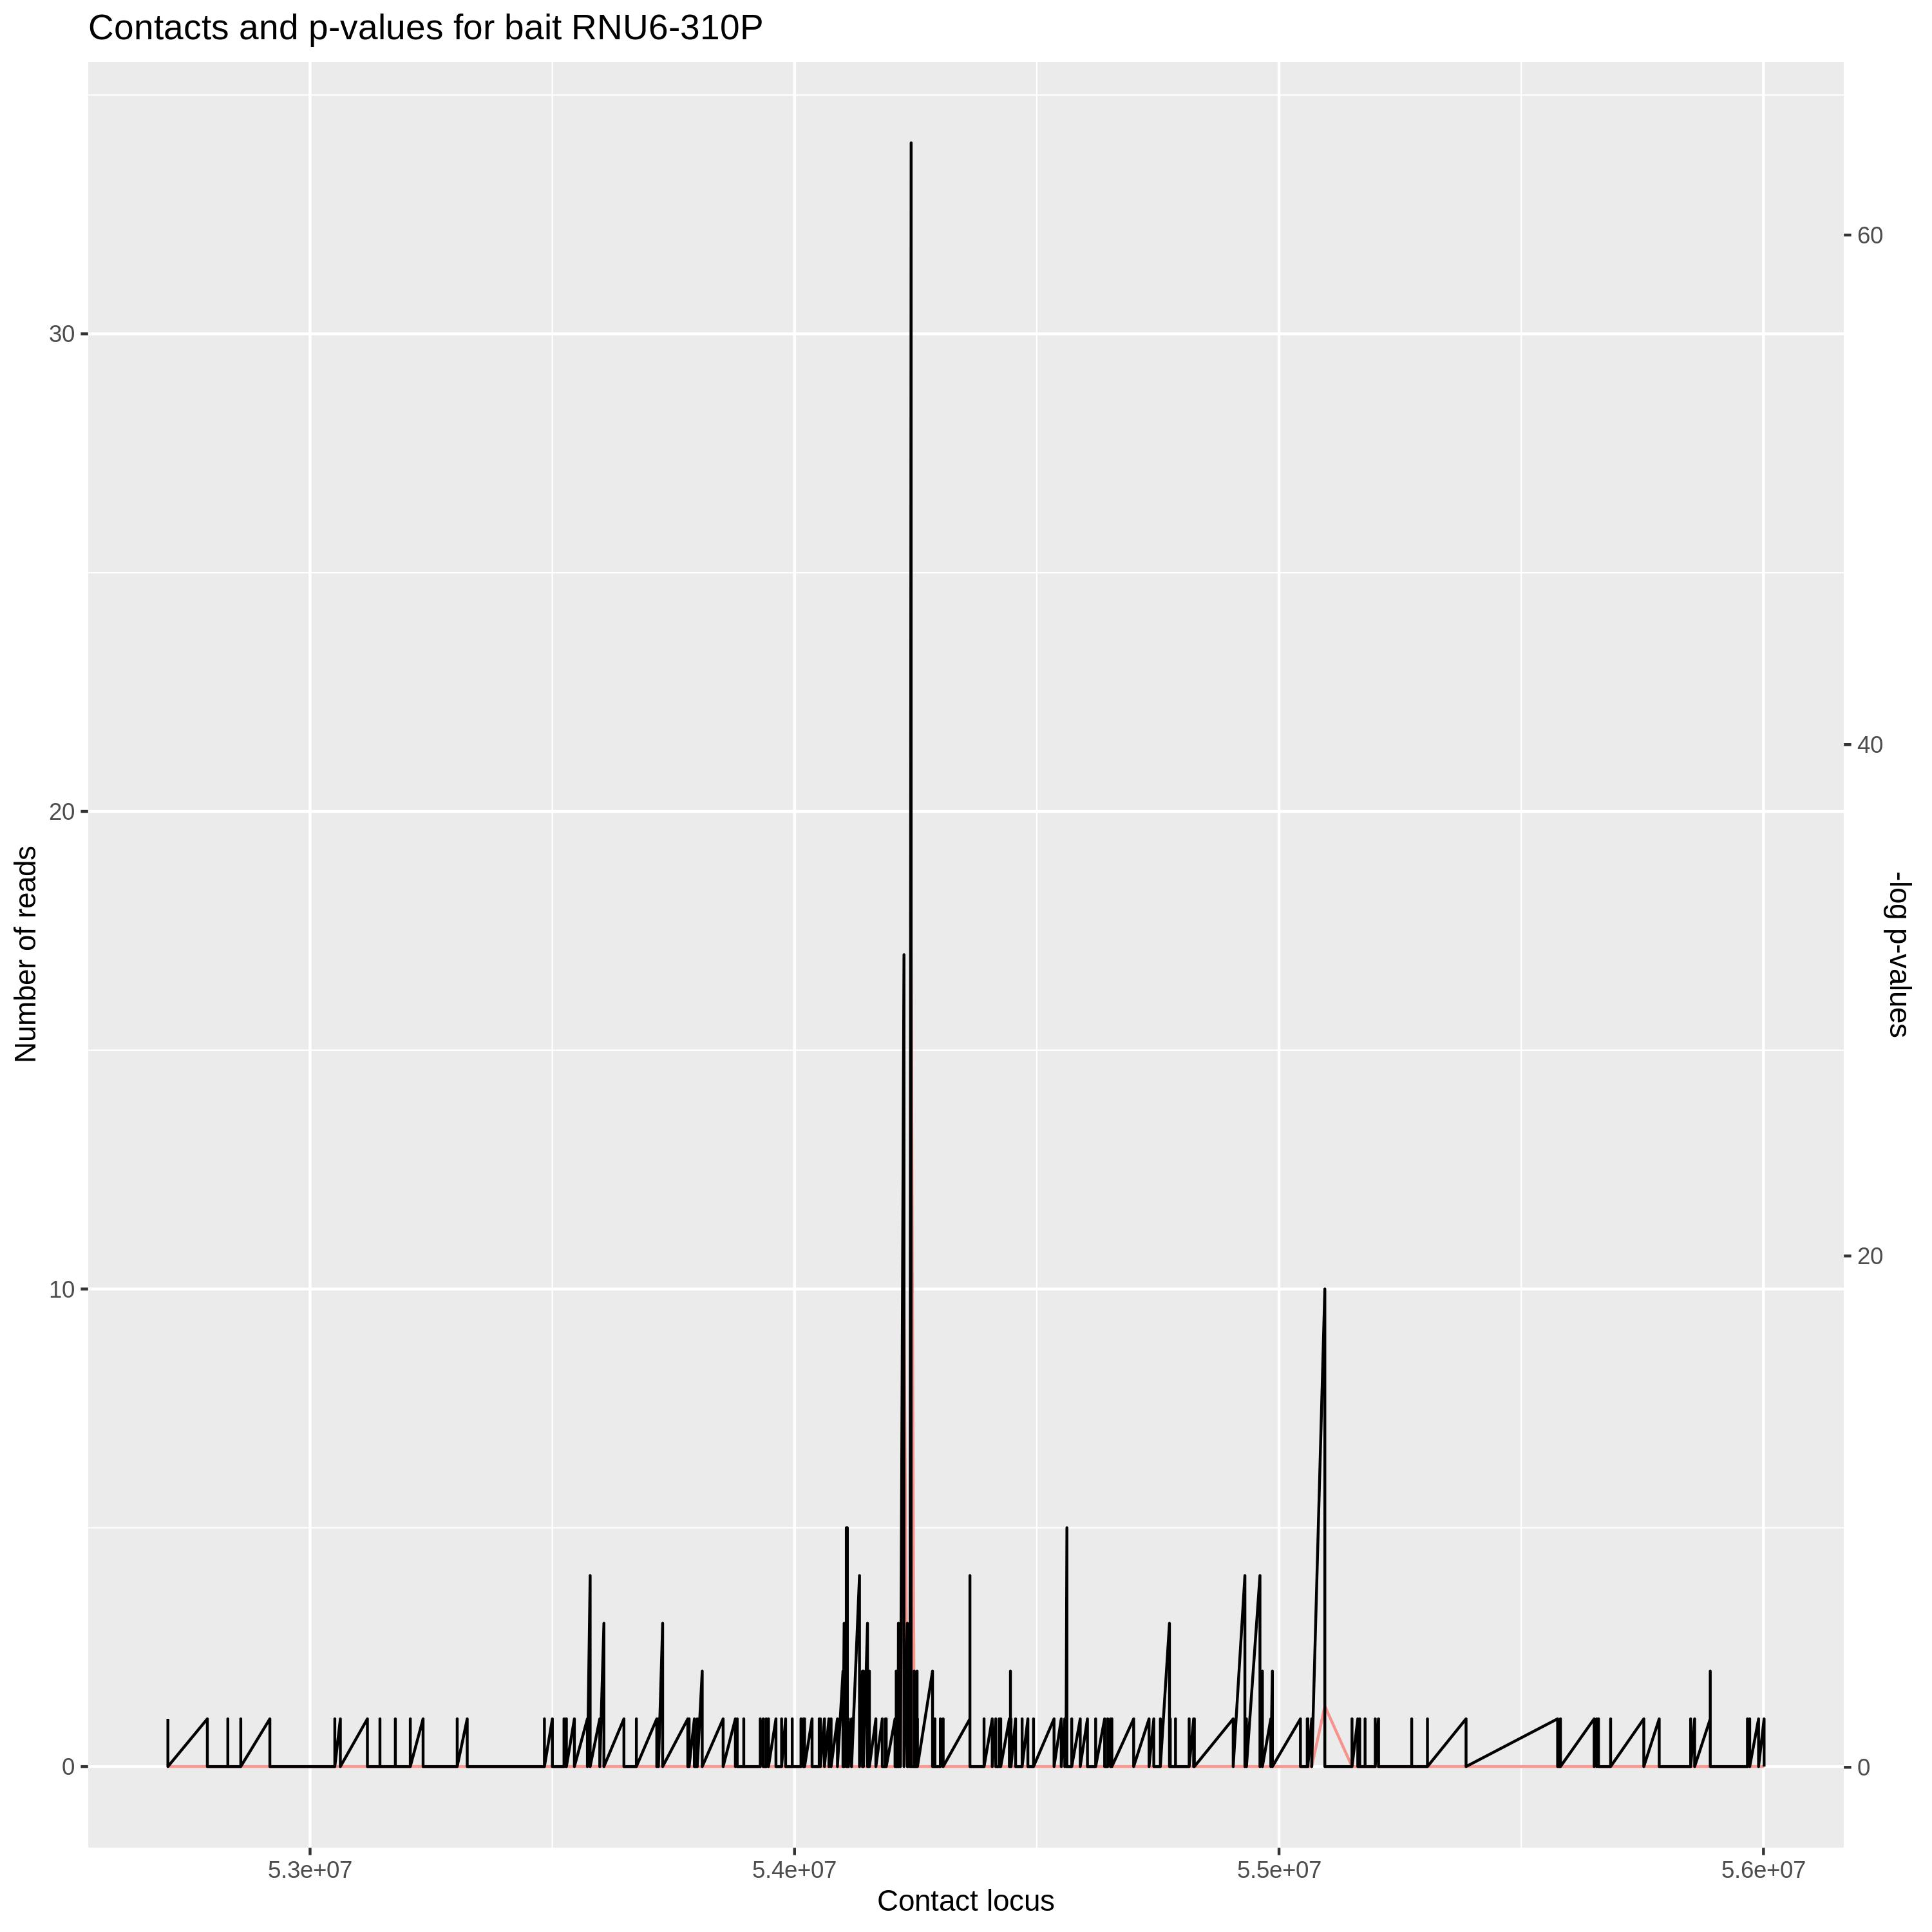 Contacts and p-values for bait RNU6-310P
Number of reads
30
20
10
0
60
40
20
0
-log p-values
5.3e+07 5.4e+07 5.5e+07 5.6e+07
Contact locus